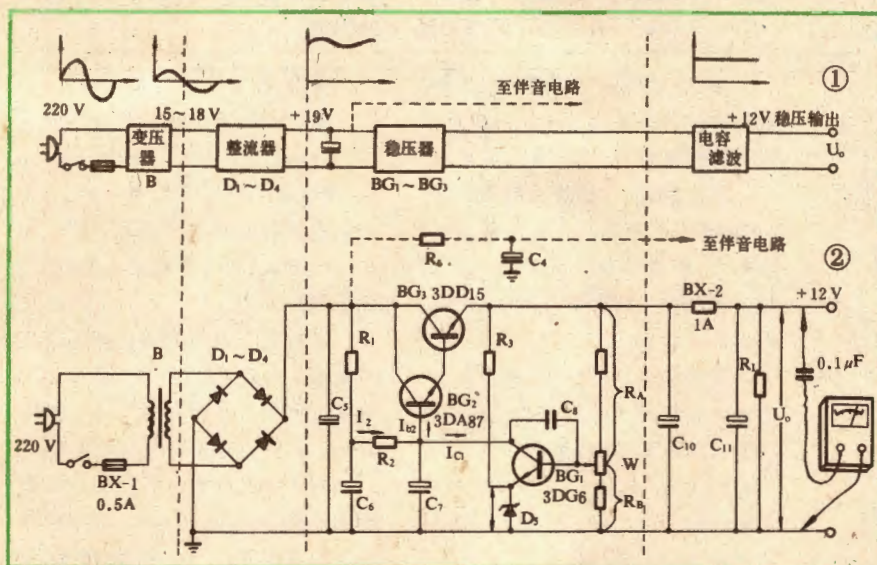 ①
220 V
15~18 V
+19V
至伴音电路
+12V 稳压输出
变压器
整流器
稳压器
电容滤波
U₀
B
D₁~D₄
BG₁~BG₃
至伴音电路
②
R₆
C₄
BG₃ 3DD15
BX-2
1A
+12 V
B
D₁~D₄
R₁
R₃
R_A
R_L
0.1μF
C₅
I₂
BG₂
3DA87
C₈
U₀
220 V
I_b2
R₂
I_C1
BG₁
3DG6
W
C₁₀
C₁₁
BX-1
0.5A
C₆
C₇
D₅
R_B